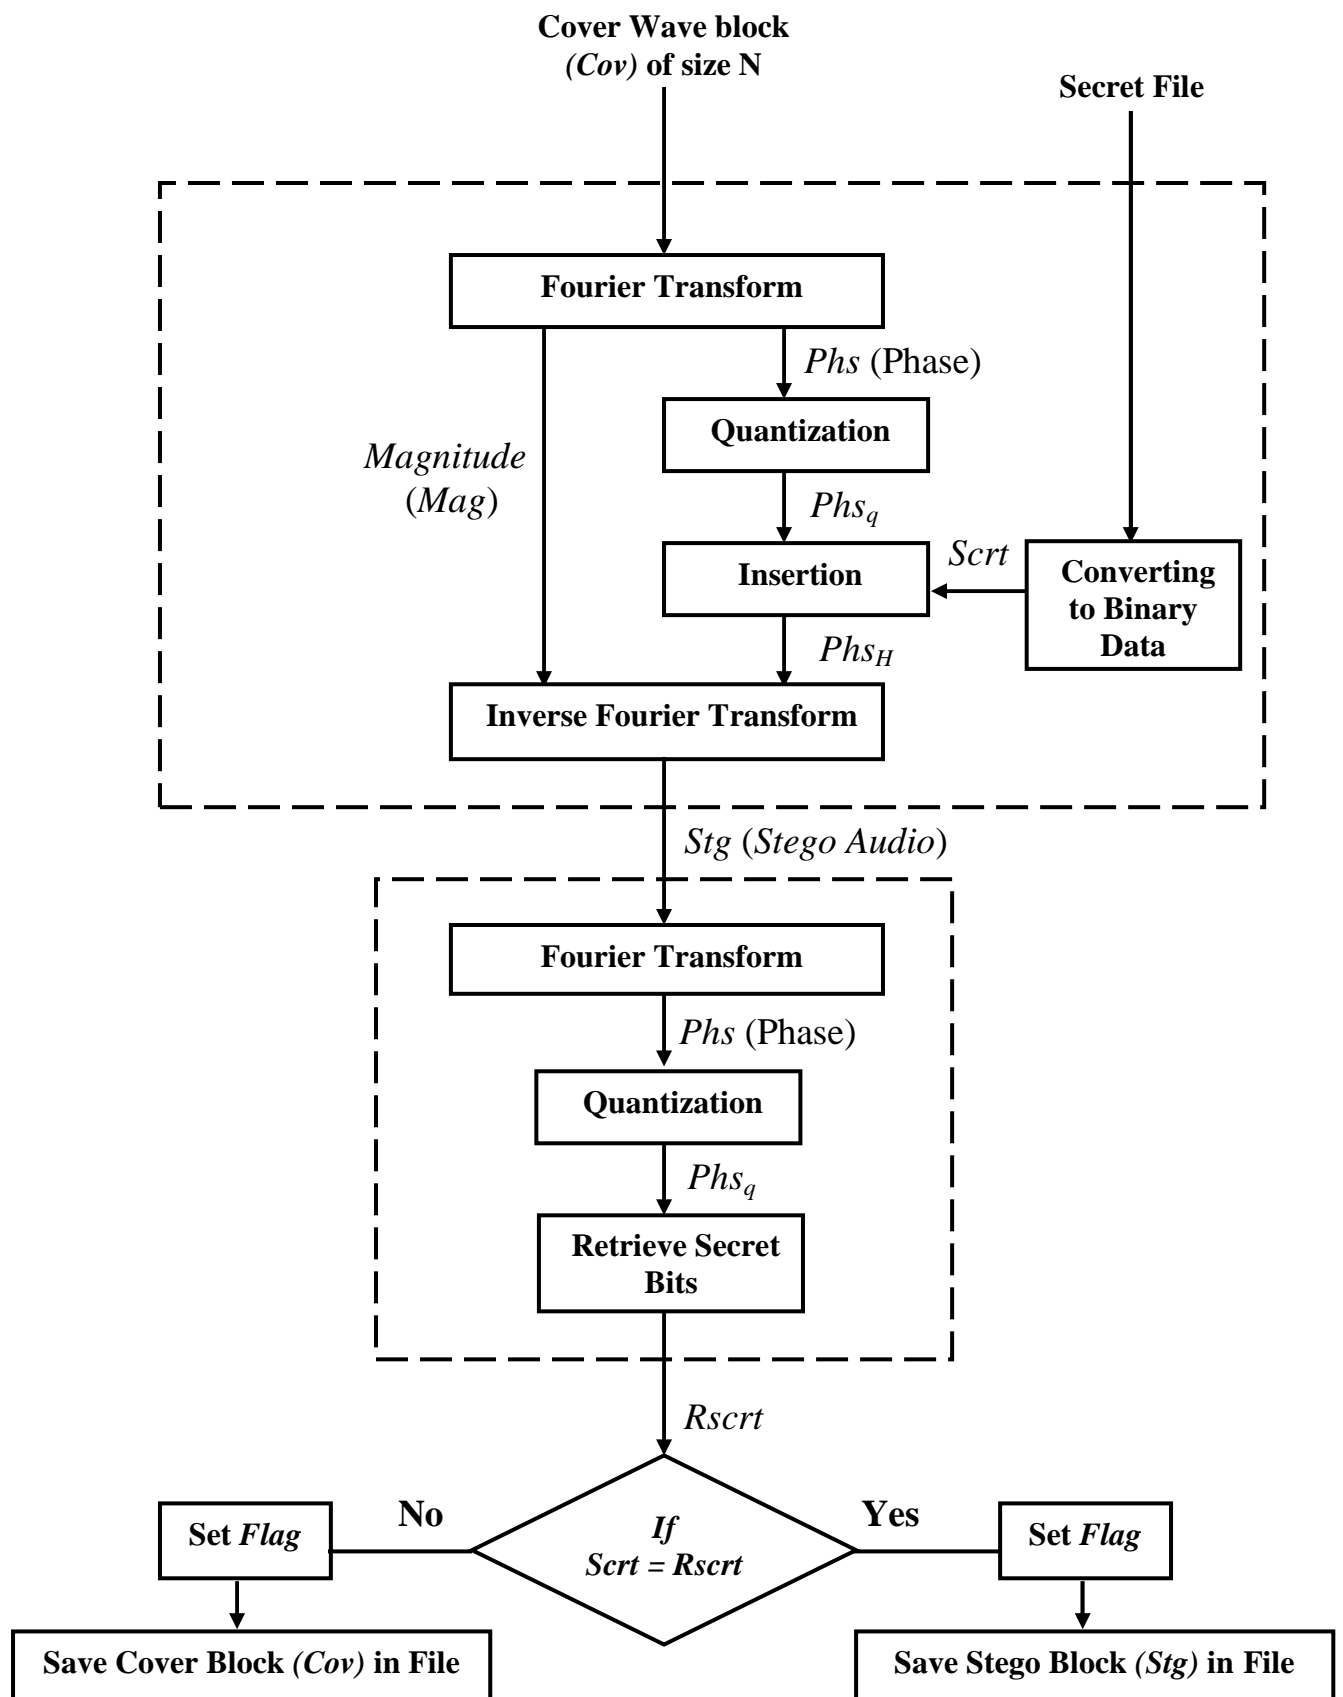 Cover Wave block
(Cov) of size N
Secret File
Fourier Transform
Phs (Phase)
Quantization
Magnitude
(Mag)
Phsq
Scrt
Insertion
Converting
to Binary
Data
PhsH
Inverse Fourier Transform
Stg (Stego Audio)
Fourier Transform
Phs (Phase)
Quantization
Phsq
Retrieve Secret
Bits
Rscrt
No
Yes
Set Flag
If
Scrt = Rscrt
Set Flag
Save Cover Block (Cov) in File
Save Stego Block (Stg) in File